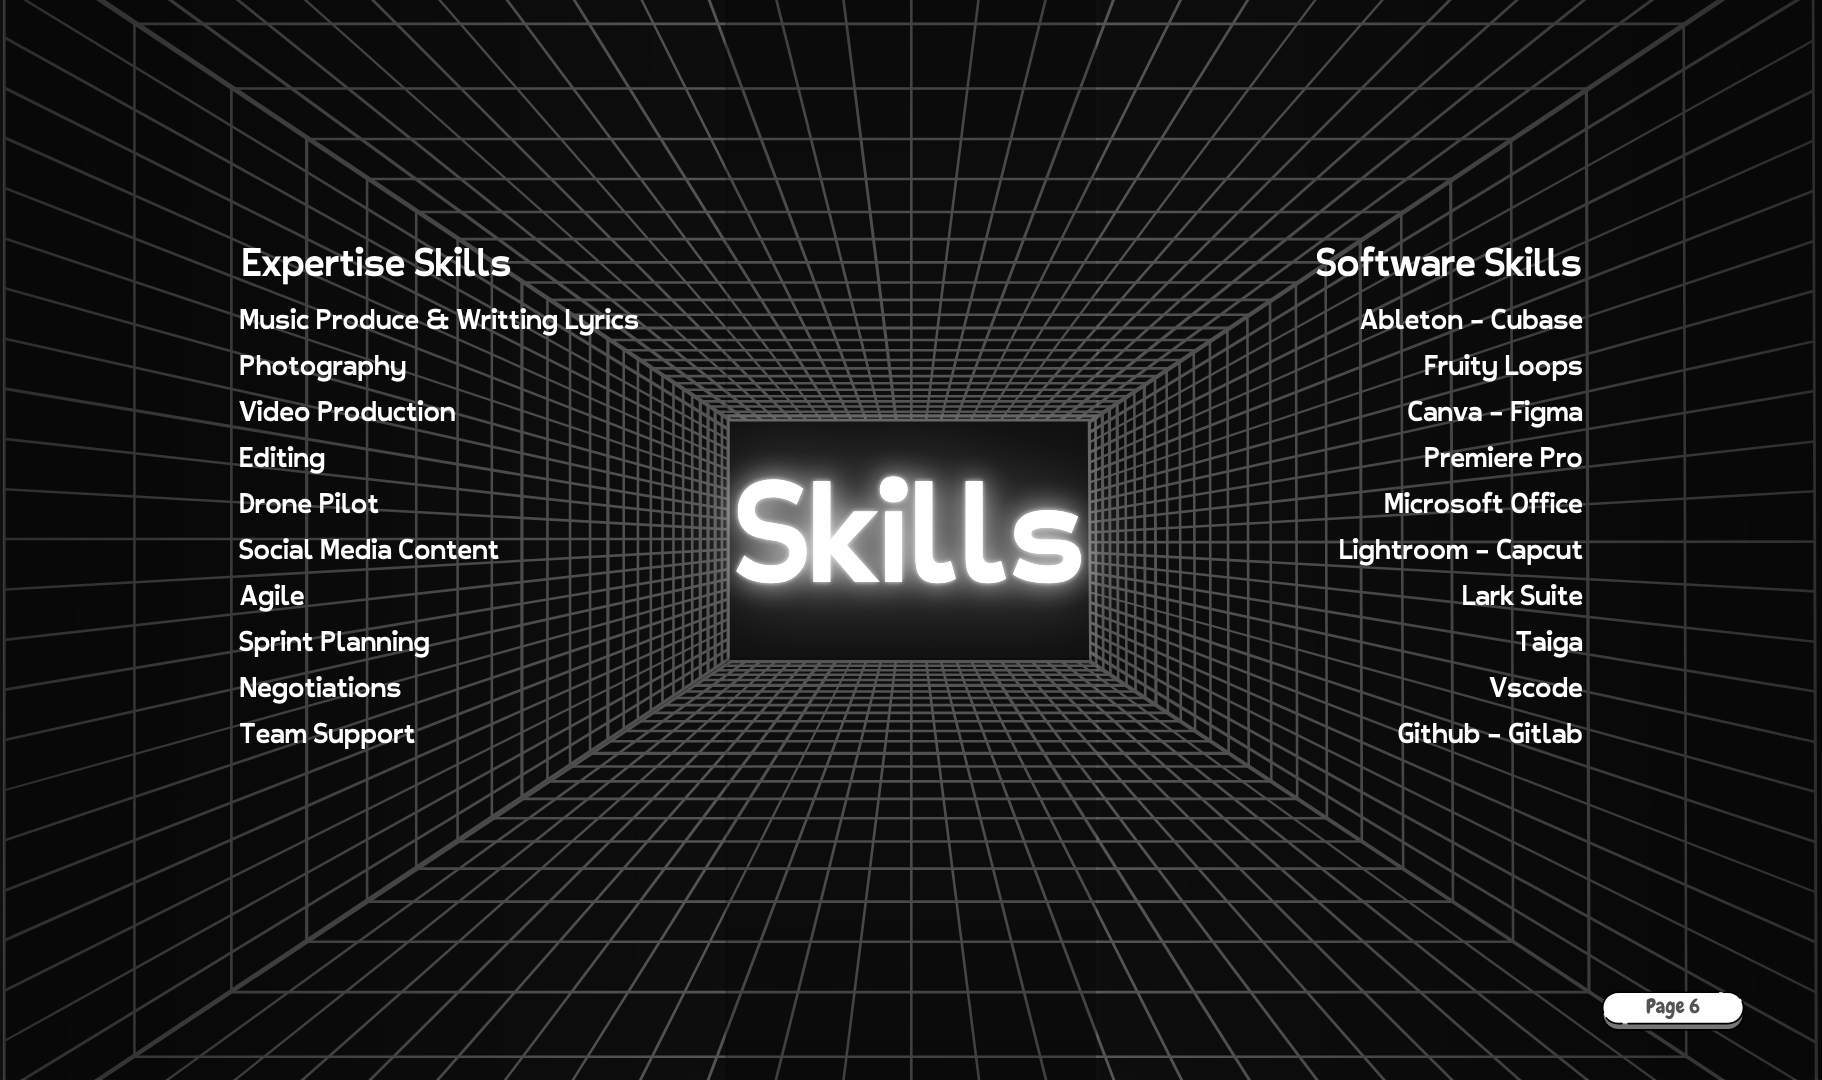 Expertise Skills
Music Produce & Writting Lyrics
Photography
Video Production
Editing
Drone Pilot
Social Media Content
Agile
Sprint Planning
Negotiations
Team Support
Skills
Software Skills
Ableton - Cubase
Fruity Loops
Canva - Figma
Premiere Pro
Microsoft Office
Lightroom - Capcut
Lark Suite
Taiga
Vscode
Github - Gitlab
Page 6